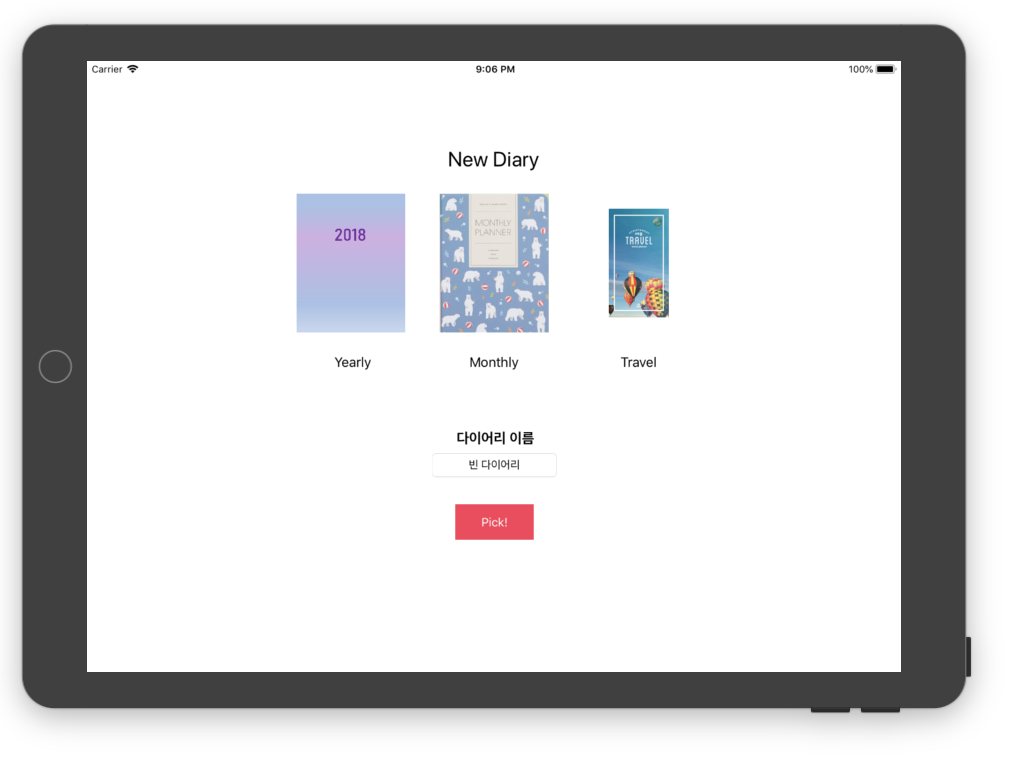 Carrier
9:06 PM
100%
New Diary
2018
MONTHLY
PLANNER
TRAVEL
Yearly
Monthly
Travel
다이어리 이름
빈 다이어리
Pick!